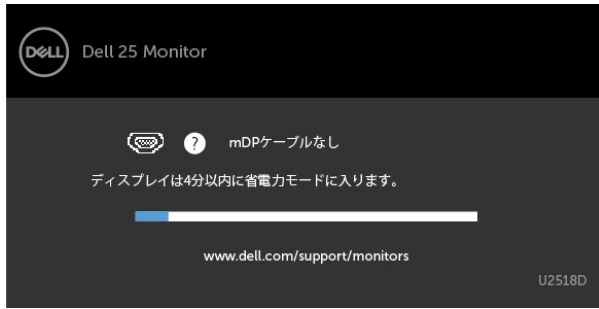 DELL
Dell 25 Monitor
? mDPケーブルなし
ディスプレイは4分以内に省電力モードに入ります。
www.dell.com/support/monitors
U2518D